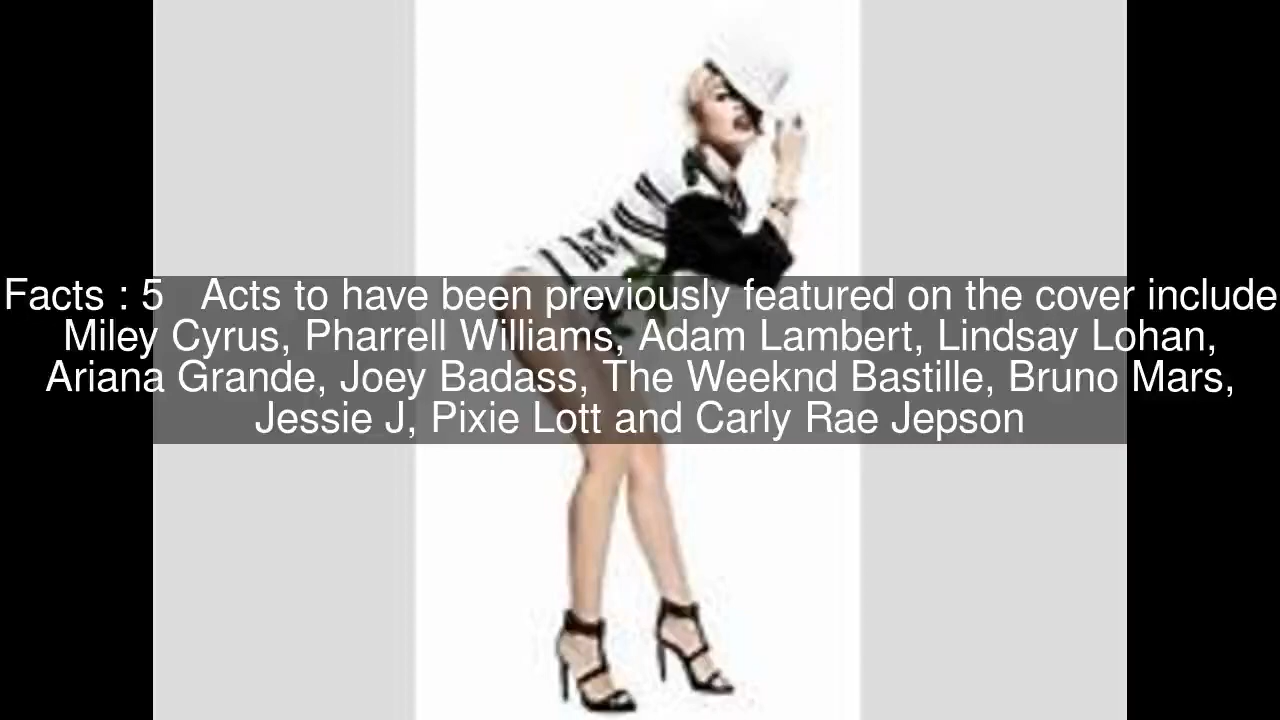 Facts : 5 Acts to have been previously featured on the cover include
Miley Cyrus, Pharrell Williams, Adam Lambert, Lindsay Lohan,
Ariana Grande, Joey Badass, The Weeknd Bastille, Bruno Mars,
Jessie J, Pixie Lott and Carly Rae Jepson